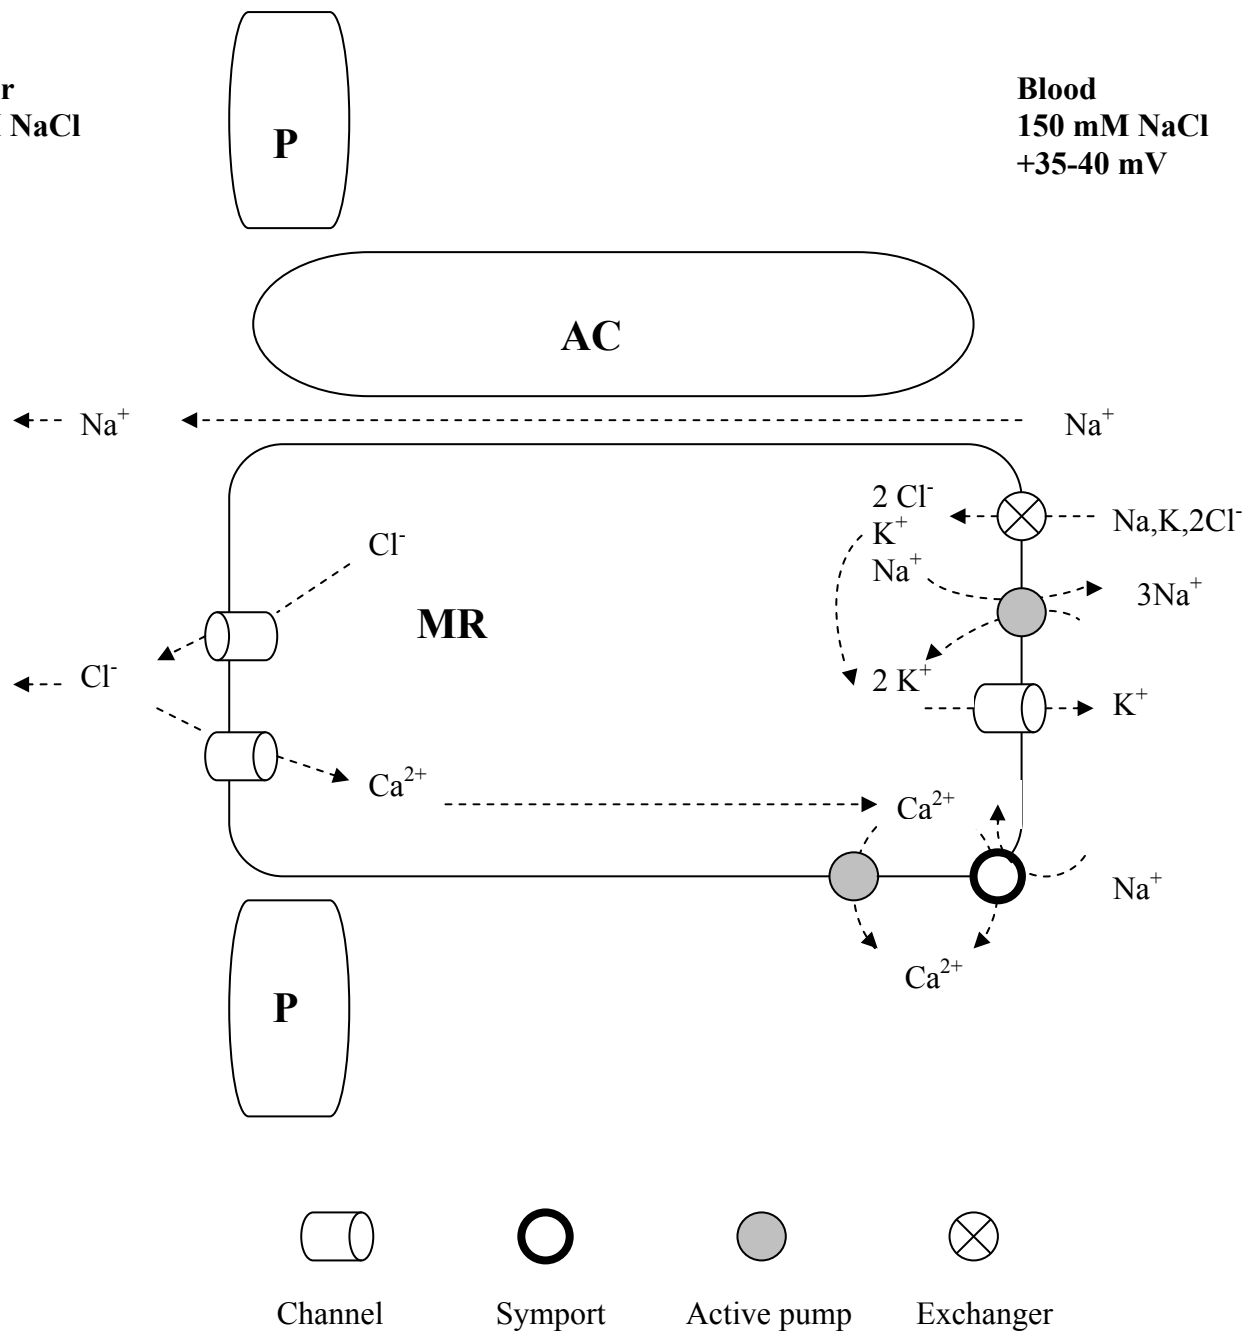 r
NaCl
Blood
150 mM NaCl
+35-40 mV
P
AC
Na⁺
Na⁺
2 Cl⁻
K⁺
Na⁺
Na,K,2Cl⁻
3Na⁺
Cl⁻
MR
Cl⁻
2 K⁺
K⁺
Ca²⁺
Ca²⁺
Na⁺
Ca²⁺
P
Channel
Symport
Active pump
Exchanger